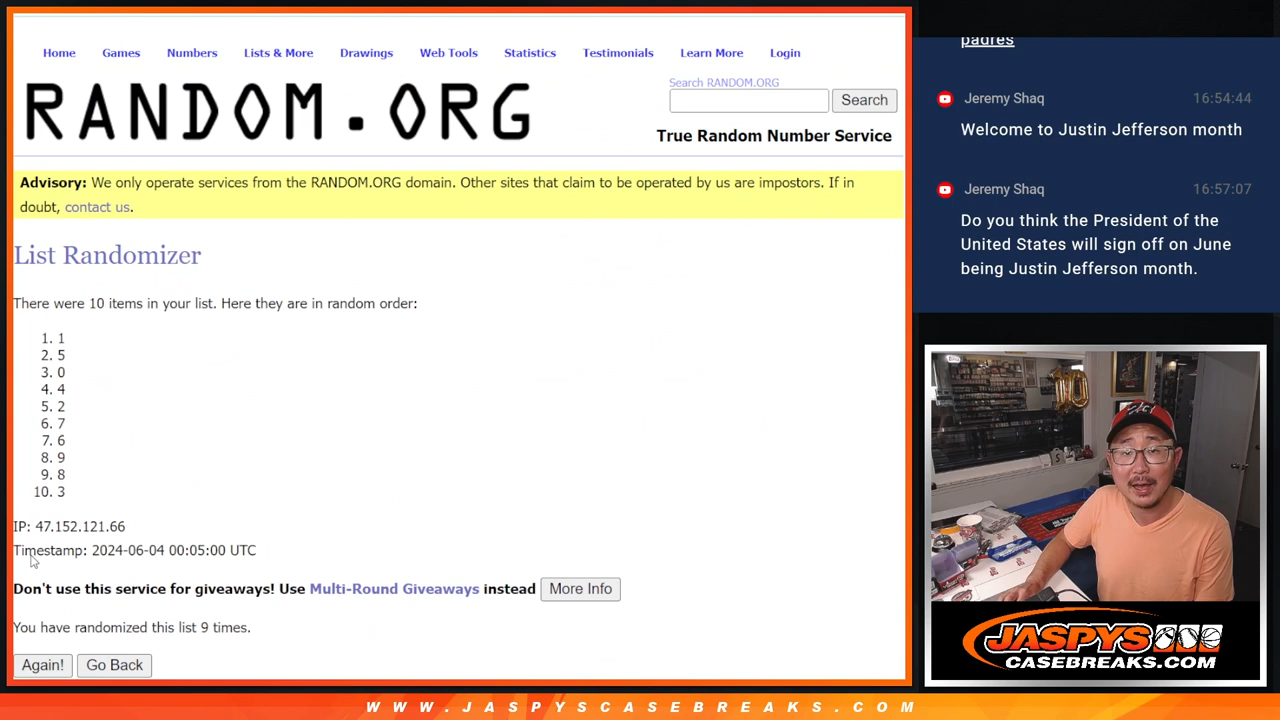 Home Games Numbers Lists & More Drawings Web Tools Statistics Testimonials Learn More Login
RANDOM.ORG
Search RANDOM.ORG
Search
True Random Number Service
Advisory: We only operate services from the RANDOM.ORG domain. Other sites that claim to be operated by us are impostors. If in
doubt, contact us.
List Randomizer
There were 10 items in your list. Here they are in random order:
1. 1
2. 5
3. 0
4. 4
5. 2
6. 7
7. 6
8. 9
9. 8
10. 3
IP: 47.152.121.66
Timestamp: 2024-06-04 00:05:00 UTC
Don't use this service for giveaways! Use Multi-Round Giveaways instead More Info
You have randomized this list 9 times.
Again! Go Back
padres
Jeremy Shaq 16:54:44
Welcome to Justin Jefferson month
Jeremy Shaq 16:57:07
Do you think the President of the
United States will sign off on June
being Justin Jefferson month.
10
JASPYS
CASEBREAKS.COM
WWW.JASPYSCASEBREAKS.COM